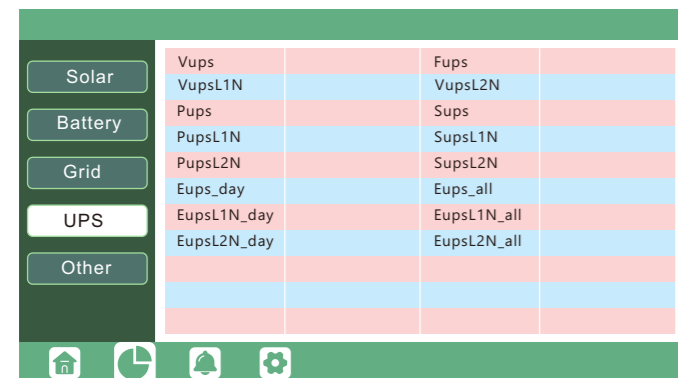 Solar
Battery
Grid
UPS
Other
Vups Fups
VupsL1N VupsL2N
Pups Sups
PupsL1N SupsL1N
PupsL2N SupsL2N
Eups_day Eups_all
EupsL1N_day EupsL1N_all
EupsL2N_day EupsL2N_all